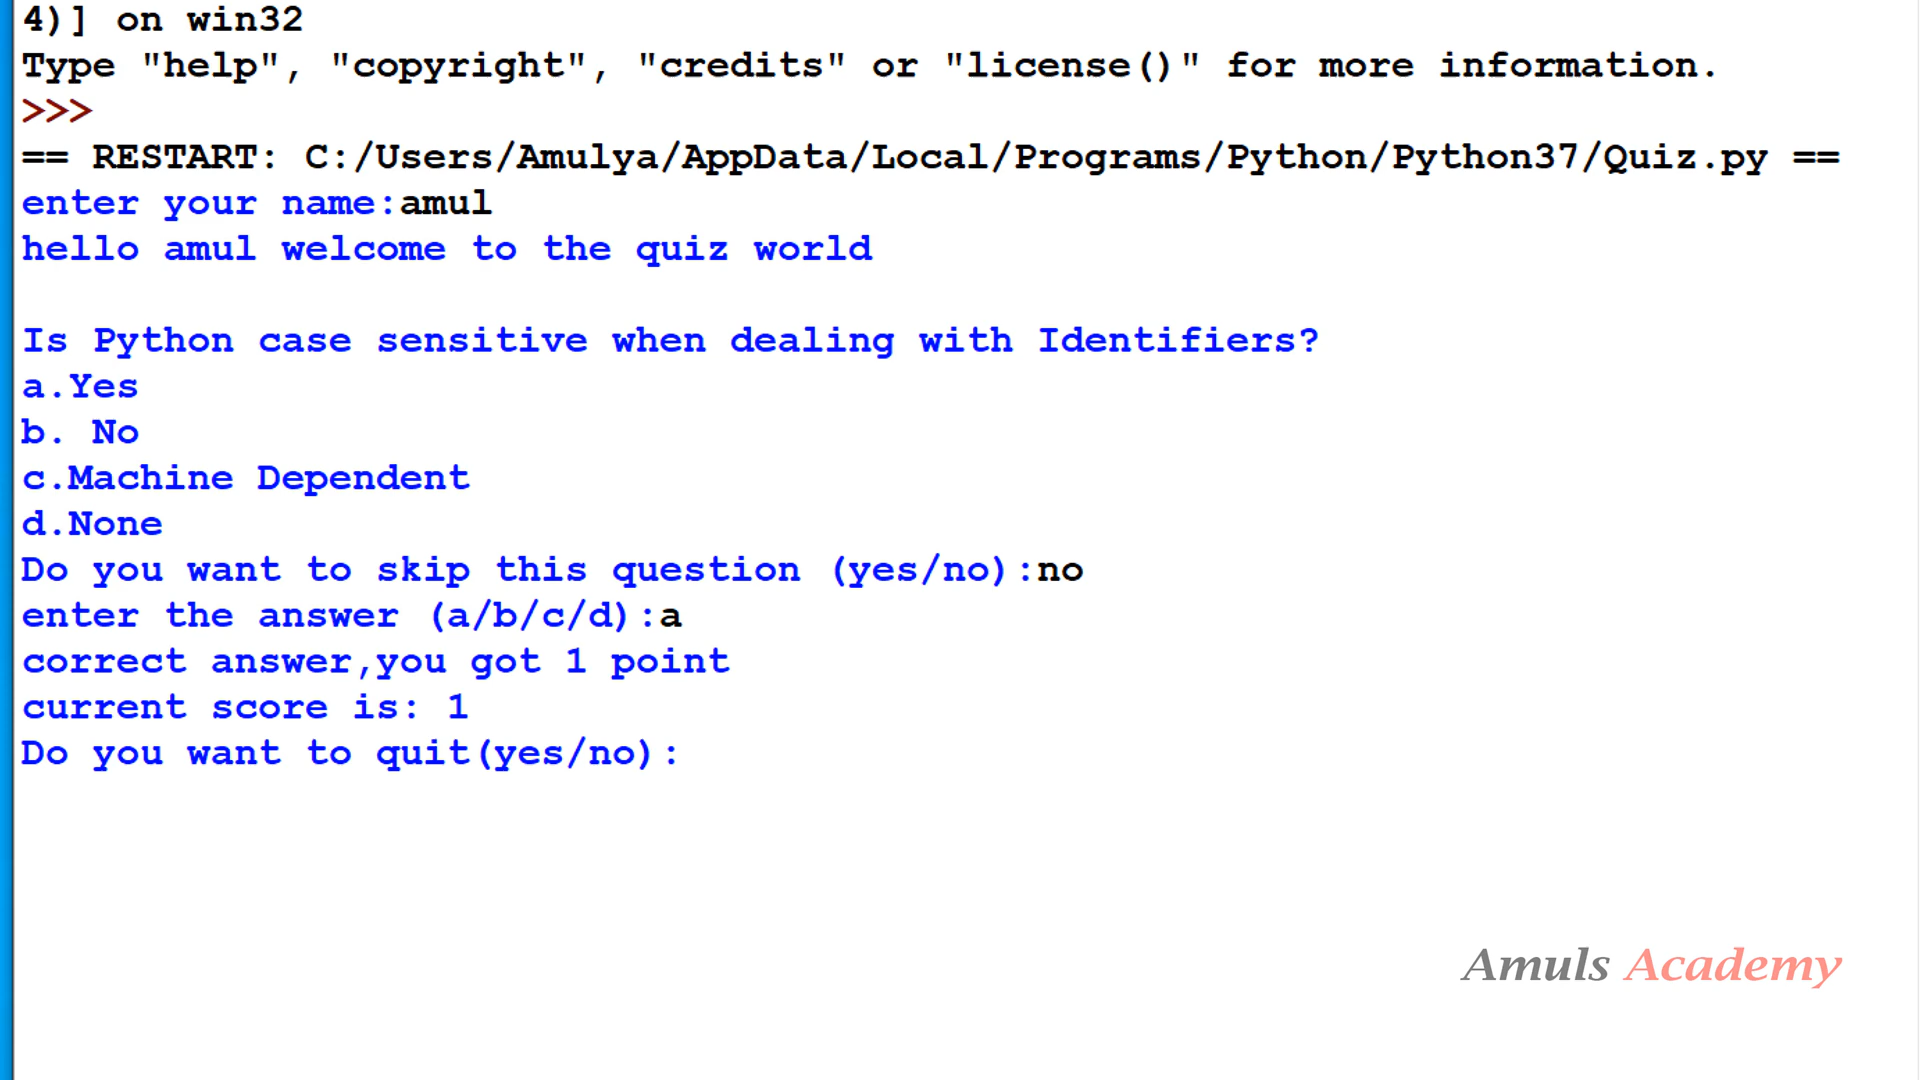 4)] on win32
Type "help", "copyright", "credits" or "license()" for more information.
>>>
== RESTART: C:/Users/Amulya/AppData/Local/Programs/Python/Python37/Quiz.py ==
enter your name:amul
hello amul welcome to the quiz world
Is Python case sensitive when dealing with Identifiers?
a.Yes
b. No
c.Machine Dependent
d.None
Do you want to skip this question (yes/no):no
enter the answer (a/b/c/d):a
correct answer,you got 1 point
current score is: 1
Do you want to quit(yes/no):
Amuls Academy